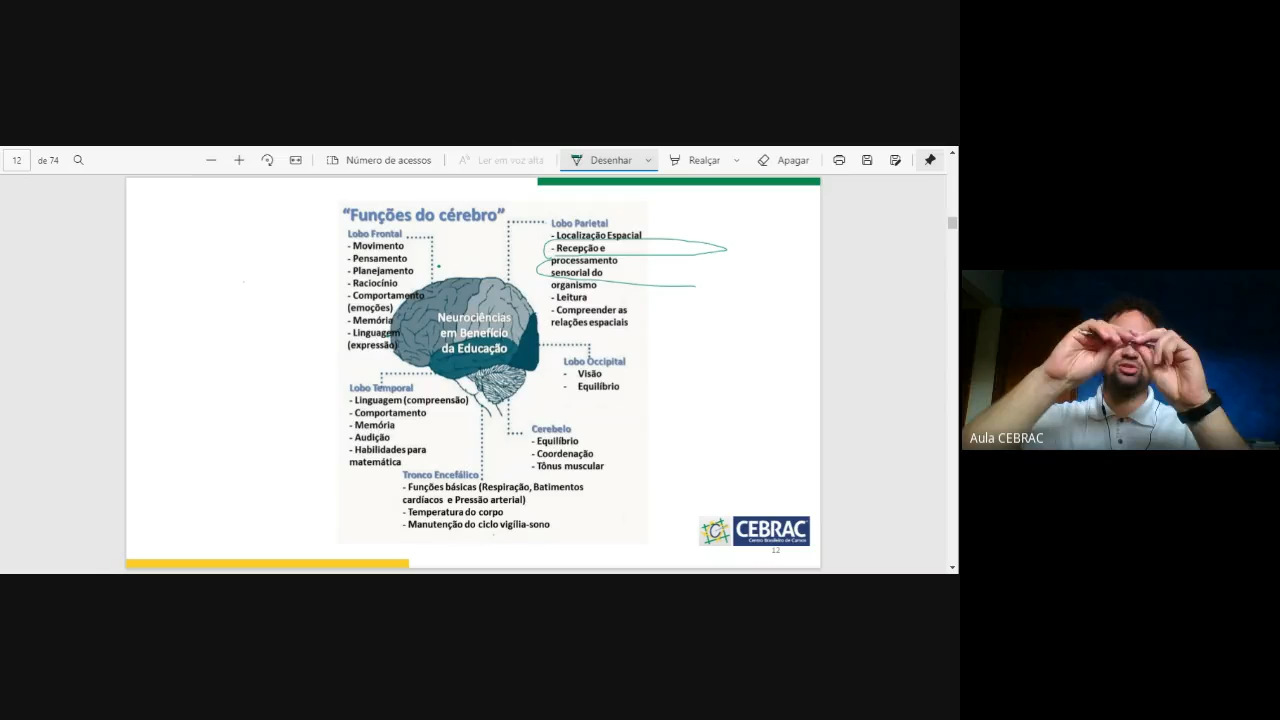 12 de 74 Número de acessos Ler em voz alta Desenhar Realçar Apagar
“Funções do cérebro”
Lobo Frontal
- Movimento
- Pensamento
- Planejamento
- Raciocínio
- Comportamento
(emoções)
- Memória
- Linguagem
(expressão)
Lobo Parietal
- Localização Espacial
- Recepção e
processamento
sensorial do
organismo
- Leitura
- Compreender as
relações espaciais
Neurociências
em Benefício
da Educação
Lobo Occipital
- Visão
- Equilíbrio
Lobo Temporal
- Linguagem (compreensão)
- Comportamento
- Memória
- Audição
- Habilidades para
matemática
Cerebelo
- Equilíbrio
- Coordenação
- Tônus muscular
Tronco Encefálico
- Funções básicas (Respiração, Batimentos
cardíacos e Pressão arterial)
- Temperatura do corpo
- Manutenção do ciclo vigília-sono
CEBRAC
Centro Brasileiro de Cursos
12
Aula CEBRAC